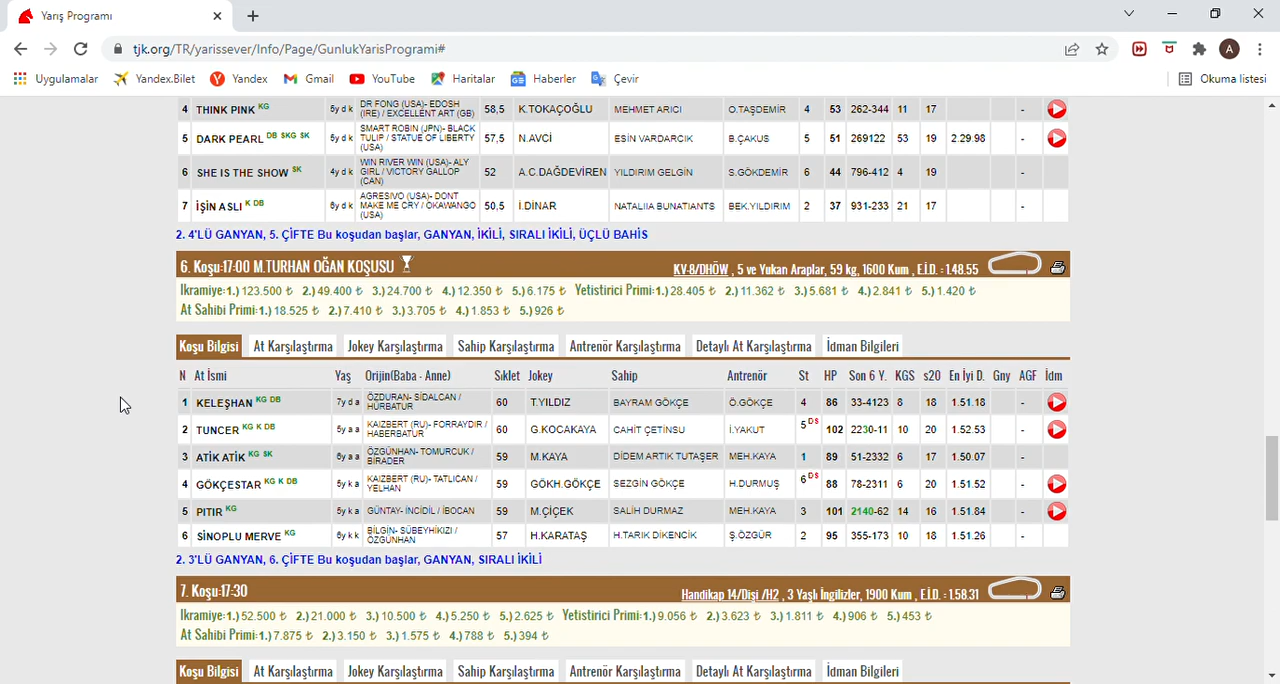 Yarış Programı
tjk.org/TR/yarissever/Info/Page/GunlukYarisProgrami#
A
Uygulamalar Yandex.Bilet Yandex Gmail YouTube Haritalar Haberler Çevir Okuma listesi
4 THINK PINK KG 5y d k DR FONG (USA)- EDOSH (IRE) / EXCELLENT ART (GB) 58,5 K.TOKAÇOĞLU MEHMET ARICI O.TAŞDEMİR 4 53 262-344 11 17 -
5 DARK PEARL DB SKG SK 5y d k SMART ROBIN (JPN)- BLACK TULIP / STATUE OF LIBERTY (USA) 57,5 N.AVCİ ESİN VARDARCIK B.ÇAKUS 5 51 269122 53 19 2.29.98 -
6 SHE IS THE SHOW SK 4y d k WIN RIVER WIN (USA)- ALY GIRL / VICTORY GALLOP (CAN) 52 A.C.DAĞDEVİREN YILDIRIM GELGİN S.GÖKDEMİR 6 44 796-412 4 19 -
7 İŞİN ASLI K DB 6y d k AGRESIVO (USA)- DONT MAKE ME CRY / OKAWANGO (USA) 50,5 İ.DİNAR NATALIIA BUNATIANTS BEK.YILDIRIM 2 37 931-233 21 17 -
2. 4'LÜ GANYAN, 5. ÇİFTE Bu koşudan başlar, GANYAN, İKİLİ, SIRALI İKİLİ, ÜÇLÜ BAHİS
6. Koşu:17:00 M.TURHAN OĞAN KOŞUSU KV-8/DHÖW , 5 ve Yukarı Araplar, 59 kg, 1600 Kum , E.İ.D. : 1.48.55
İkramiye:1.) 123.500 ₺ 2.) 49.400 ₺ 3.) 24.700 ₺ 4.) 12.350 ₺ 5.) 6.175 ₺ Yetistirici Primi:1.) 28.405 ₺ 2.) 11.362 ₺ 3.) 5.681 ₺ 4.) 2.841 ₺ 5.) 1.420 ₺
At Sahibi Primi:1.) 18.525 ₺ 2.) 7.410 ₺ 3.) 3.705 ₺ 4.) 1.853 ₺ 5.) 926 ₺
Koşu Bilgisi At Karşılaştırma Jokey Karşılaştırma Sahip Karşılaştırma Antrenör Karşılaştırma Detaylı At Karşılaştırma İdman Bilgileri
N At İsmi Yaş Orijin(Baba - Anne) Sıklet Jokey Sahip Antrenör St HP Son 6 Y. KGS s20 En İyi D. Gny AGF İdm
1 KELEŞHAN KG DB 7y d a ÖZDURAN- SİDALCAN / HURBATUR 60 T.YILDIZ BAYRAM GÖKÇE Ö.GÖKÇE 4 86 33-4123 8 18 1.51.18 -
2 TUNCER KG K DB 5y a a KAIZBERT (RU)- FORRAYDIR / HABERBATUR 60 G.KOCAKAYA CAHİT ÇETİNSU İ.YAKUT 5 DS 102 2230-11 10 20 1.52.53 -
3 ATİK ATİK KG SK 6y a a ÖZGÜNHAN- TOMURCUK / BİRADER 59 M.KAYA DİDEM ARTIK TUTAŞER MEH.KAYA 1 89 51-2332 6 17 1.50.07 -
4 GÖKÇESTAR KG K DB 5y k a KAIZBERT (RU)- TATLICAN / YELHAN 59 GÖKH.GÖKÇE SEZGİN GÖKÇE H.DURMUŞ 6 DS 88 78-2311 6 20 1.51.52 -
5 PITIR KG 5y k a GÜNTAY- İNCİDİL / İBOCAN 59 M.ÇİÇEK SALİH DURMAZ MEH.KAYA 3 101 2140-62 14 16 1.51.84 -
6 SİNOPLU MERVE KG 6y k k BİLGİN- SÜBEYHİKIZI / ÖZGÜNHAN 57 H.KARATAŞ H.TARIK DİKENCİK Ş.ÖZGÜR 2 95 355-173 10 18 1.51.26 -
2. 3'LÜ GANYAN, 6. ÇİFTE Bu koşudan başlar, GANYAN, SIRALI İKİLİ
7. Koşu:17:30 Handikap 14/Dişi /H2 , 3 Yaşlı İngilizler, 1900 Kum , E.İ.D. : 1.58.31
İkramiye:1.) 52.500 ₺ 2.) 21.000 ₺ 3.) 10.500 ₺ 4.) 5.250 ₺ 5.) 2.625 ₺ Yetistirici Primi:1.) 9.056 ₺ 2.) 3.623 ₺ 3.) 1.811 ₺ 4.) 906 ₺ 5.) 453 ₺
At Sahibi Primi:1.) 7.875 ₺ 2.) 3.150 ₺ 3.) 1.575 ₺ 4.) 788 ₺ 5.) 394 ₺
Koşu Bilgisi At Karşılaştırma Jokey Karşılaştırma Sahip Karşılaştırma Antrenör Karşılaştırma Detaylı At Karşılaştırma İdman Bilgileri